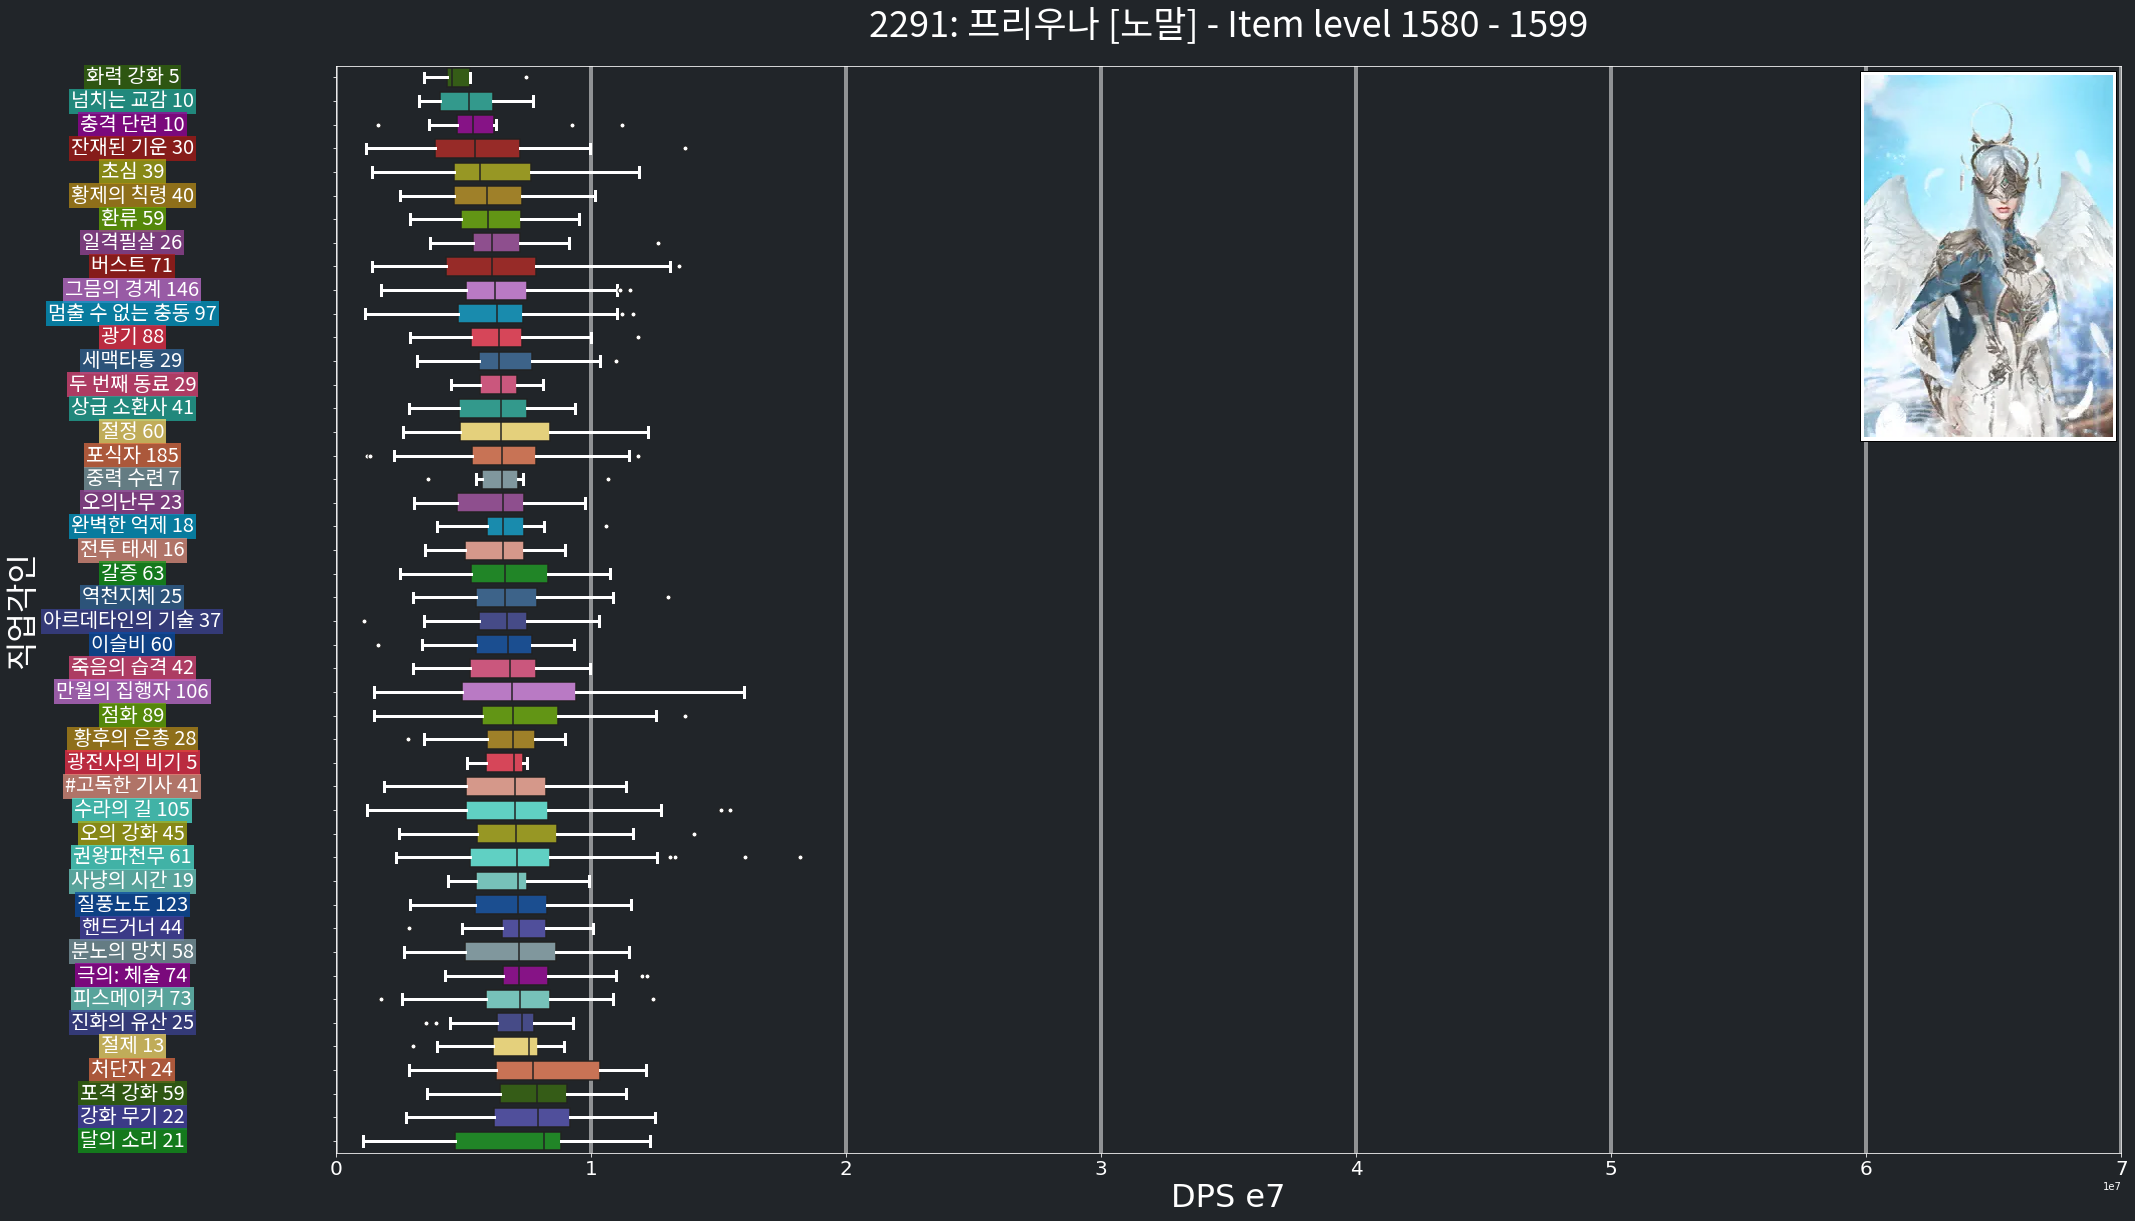 2291: 프리우나 [노말] - Item level 1580 - 1599
화력 강화 5
넘치는 교감 10
충격 단련 10
잔재된 기운 30
초심 39
황제의 칙령 40
환류 59
일격필살 26
버스트 71
그믐의 경계 146
멈출 수 없는 충동 97
광기 88
세맥타통 29
두 번째 동료 29
상급 소환사 41
절정 60
포식자 185
중력 수련 7
오의난무 23
완벽한 억제 18
전투 태세 16
갈증 63
역천지체 25
아르데타인의 기술 37
이슬비 60
죽음의 습격 42
만월의 집행자 106
점화 89
황후의 은총 28
광전사의 비기 5
#고독한 기사 41
수라의 길 105
오의 강화 45
권왕파천무 61
사냥의 시간 19
질풍노도 123
핸드거너 44
분노의 망치 58
극의: 체술 74
피스메이커 73
진화의 유산 25
절제 13
처단자 24
포격 강화 59
강화 무기 22
달의 소리 21
직업각인
0 1 2 3 4 5 6 7
1e7
DPS e7